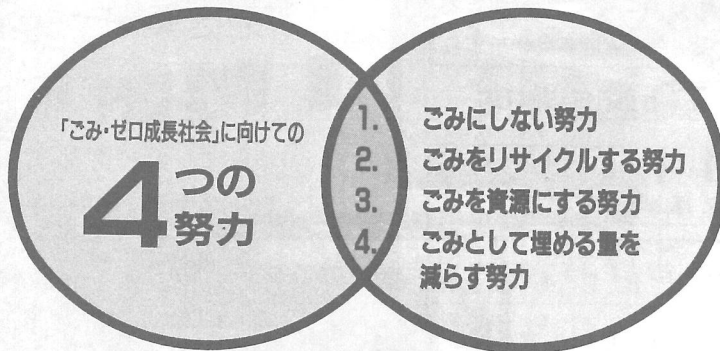 「ごみ・ゼロ成長社会」に向けての
4つの
努力
1. ごみにしない努力
2. ごみをリサイクルする努力
3. ごみを資源にする努力
4. ごみとして埋める量を
減らす努力